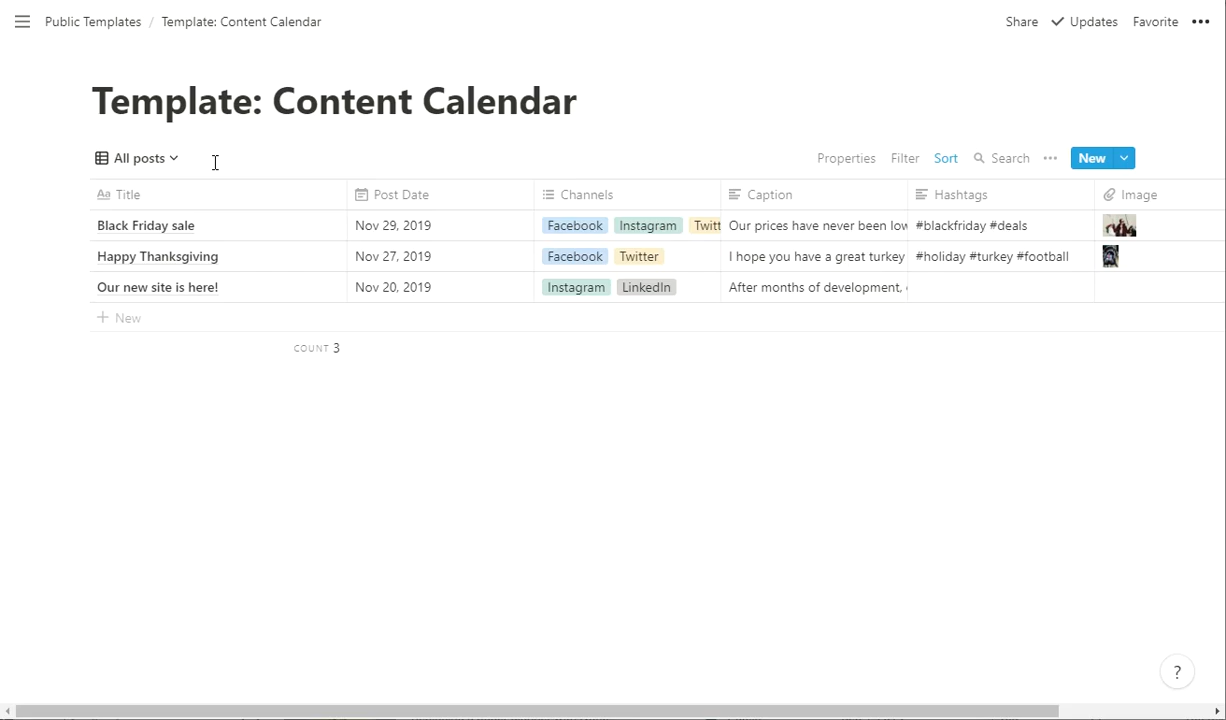 Public Templates / Template: Content Calendar Share Updates Favorite •••
Template: Content Calendar
All posts Properties Filter Sort Search ••• New
Aa Title Post Date Channels Caption Hashtags Image
Black Friday sale Nov 29, 2019 Facebook Instagram Twitt Our prices have never been low #blackfriday #deals
Happy Thanksgiving Nov 27, 2019 Facebook Twitter I hope you have a great turkey #holiday #turkey #football
Our new site is here! Nov 20, 2019 Instagram LinkedIn After months of development,
+ New
COUNT 3
?